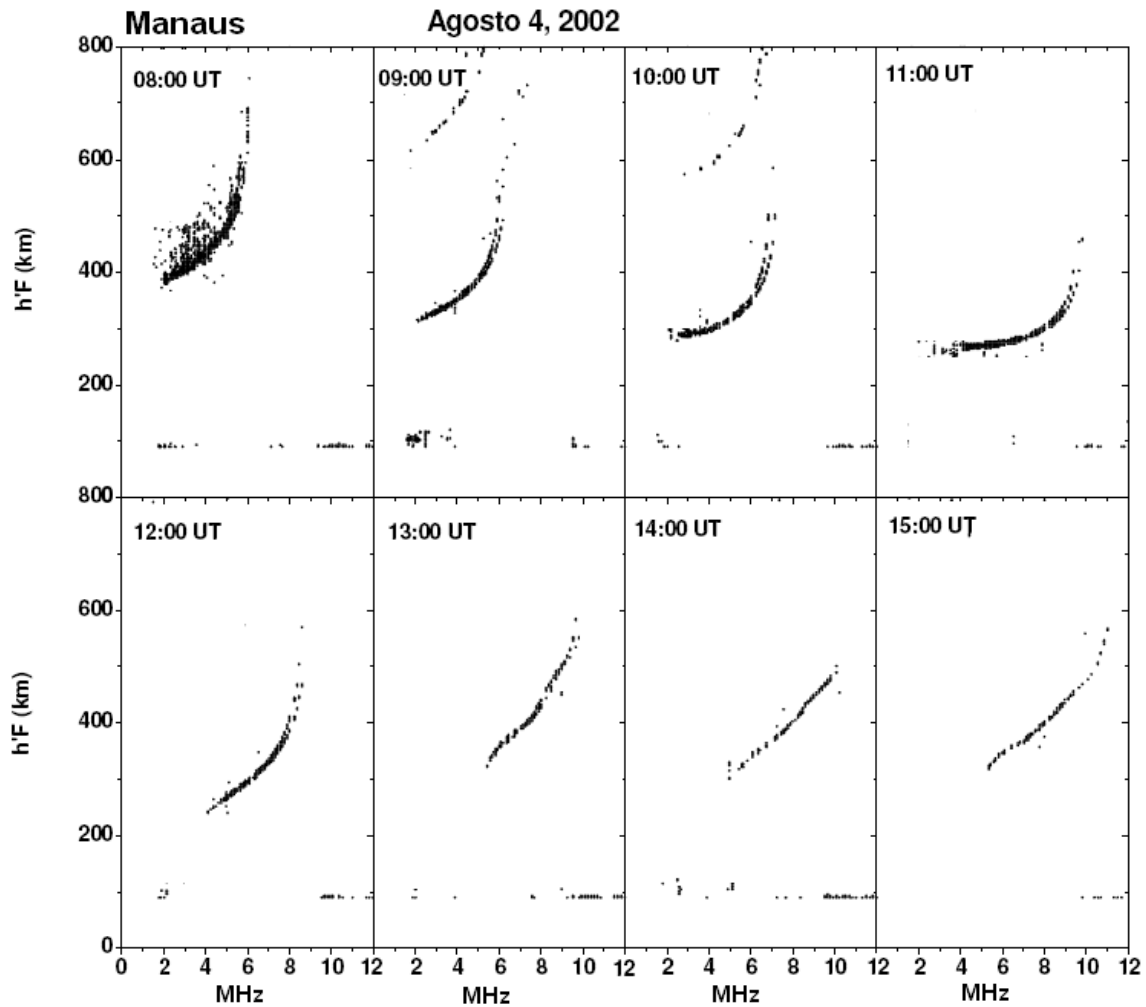 Manaus Agosto 4, 2002
800
08:00 UT 09:00 UT 10:00 UT 11:00 UT
600
h'F (km)
400
200
800
12:00 UT 13:00 UT 14:00 UT 15:00 UT
600
h'F (km)
400
200
0
0 2 4 6 8 10 12 2 4 6 8 10 12 2 4 6 8 10 12 2 4 6 8 10 12
MHz MHz MHz MHz